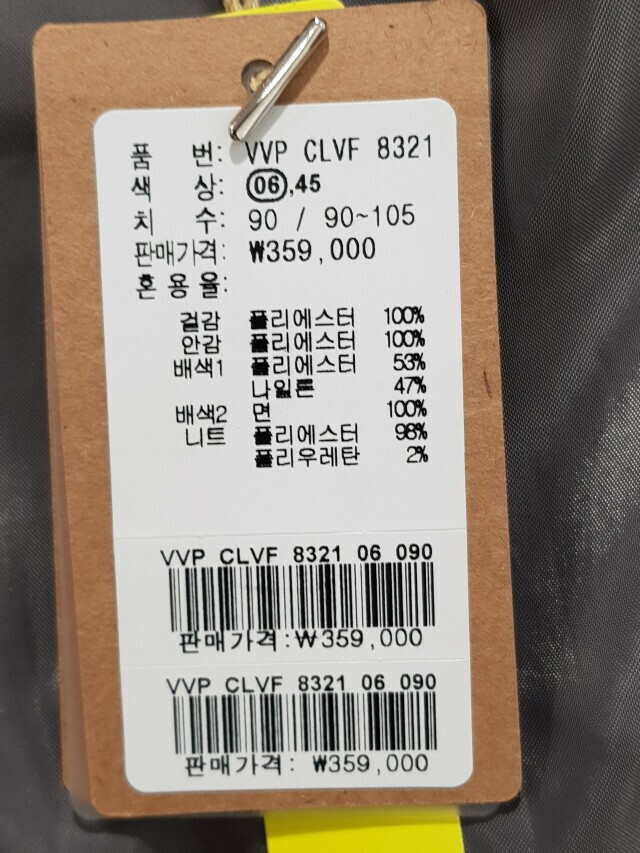 품 번: VVP CLVF 8321
색 상: 06,45
치 수: 90 / 90~105
판매가격: ₩359,000
혼용율:
겉감 폴리에스터 100%
안감 폴리에스터 100%
배색1 폴리에스터 53%
나일론 47%
배색2 면 100%
니트 폴리에스터 98%
폴리우레탄 2%
VVP CLVF 8321 06 090
판매가격:₩359,000
VVP CLVF 8321 06 090
판매가격: ₩359,000